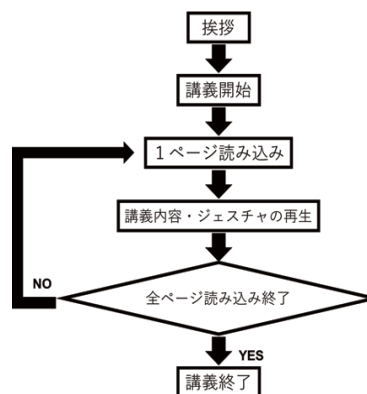 挨拶
講義開始
１ページ読み込み
講義内容・ジェスチャの再生
全ページ読み込み終了
NO
YES
講義終了